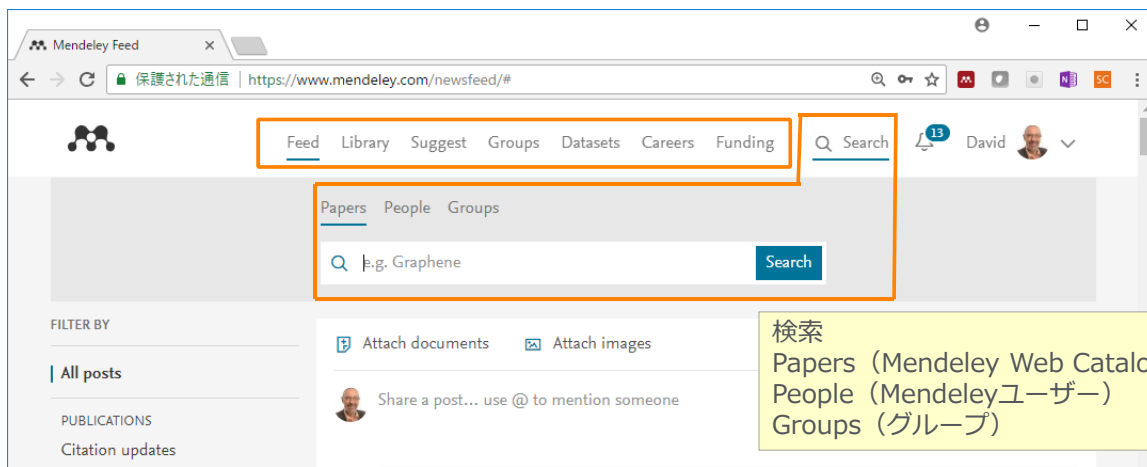 Mendeley Feed
保護された通信 | https://www.mendeley.com/newsfeed/#
SC
Feed Library Suggest Groups Datasets Careers Funding Search 13 David
Papers People Groups
e.g. Graphene Search
FILTER BY
All posts
PUBLICATIONS
Citation updates
Attach documents Attach images
Share a post... use @ to mention someone
検索
Papers（Mendeley Web Catalo
People（Mendeleyユーザー）
Groups（グループ）